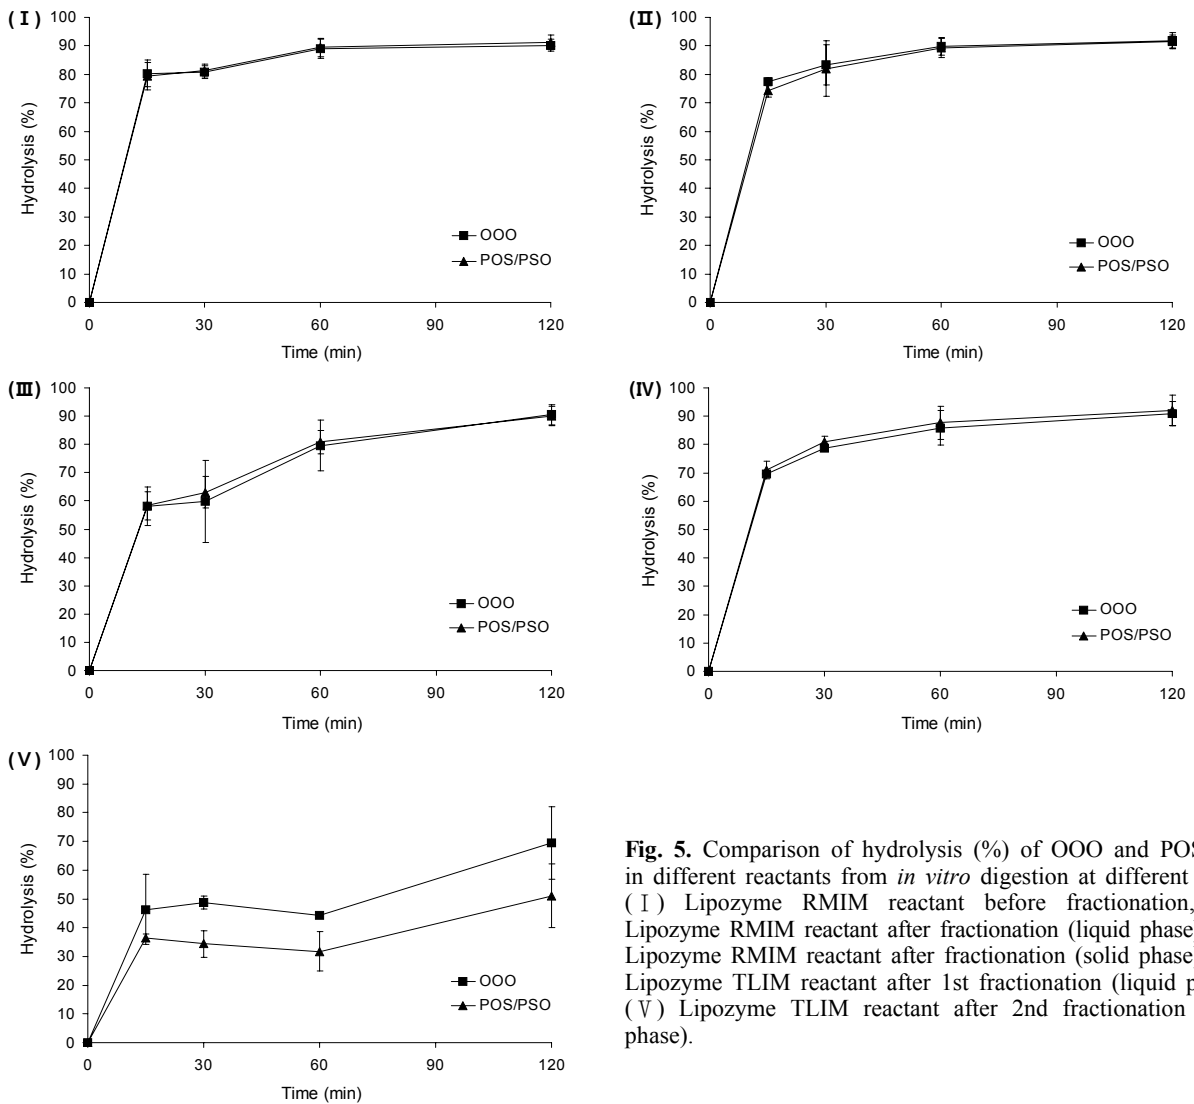 (Ⅰ)
100
90
80
70
60
50
40
30
20
10
0
Hydrolysis (%)
OOO
POS/PSO
0 30 60 90 120
Time (min)
(Ⅱ)
100
90
80
70
60
50
40
30
20
10
0
Hydrolysis (%)
OOO
POS/PSO
0 30 60 90 120
Time (min)
(Ⅲ)
100
90
80
70
60
50
40
30
20
10
0
Hydrolysis (%)
OOO
POS/PSO
0 30 60 90 120
Time (min)
(Ⅳ)
100
90
80
70
60
50
40
30
20
10
0
Hydrolysis (%)
OOO
POS/PSO
0 30 60 90 120
Time (min)
(Ⅴ)
100
90
80
70
60
50
40
30
20
10
0
Hydrolysis (%)
OOO
POS/PSO
0 30 60 90 120
Time (min)
Fig. 5. Comparison of hydrolysis (%) of OOO and POS
in different reactants from in vitro digestion at different
(Ⅰ) Lipozyme RMIM reactant before fractionation,
Lipozyme RMIM reactant after fractionation (liquid phase)
Lipozyme RMIM reactant after fractionation (solid phase)
Lipozyme TLIM reactant after 1st fractionation (liquid p
(Ⅴ) Lipozyme TLIM reactant after 2nd fractionation
phase).